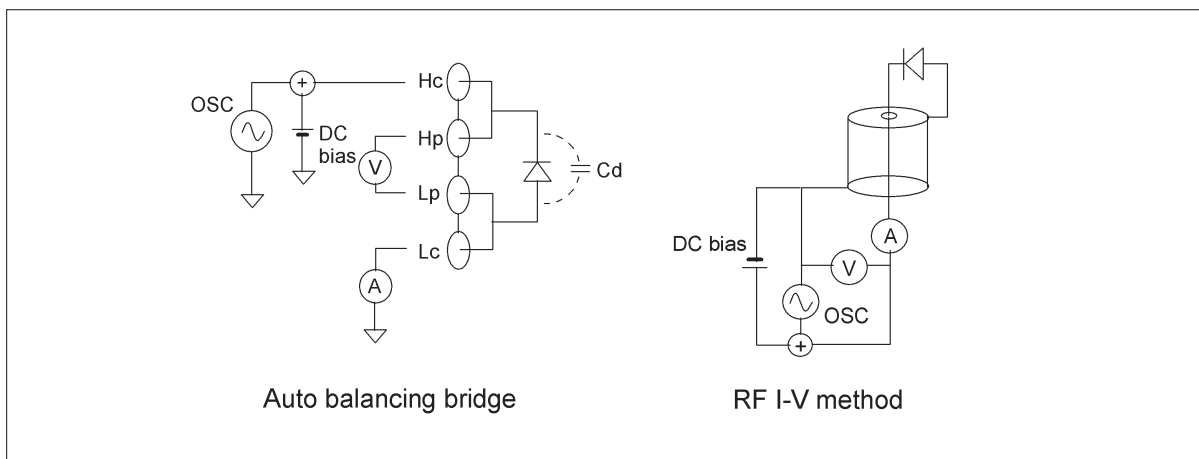 OSC
+
DC
bias
V
A
Hc
Hp
Lp
Lc
Cd
Auto balancing bridge
DC bias
A
V
OSC
+
RF I-V method